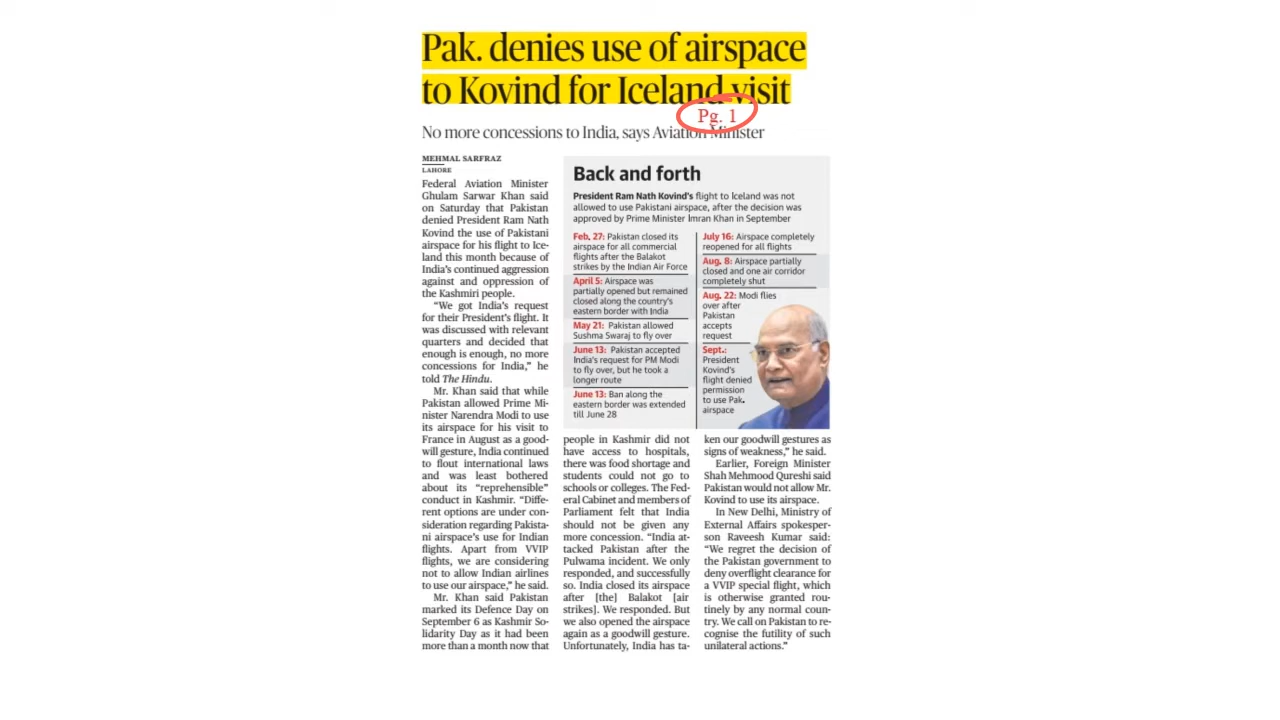 Pak. denies use of airspace
to Kovind for Iceland visit
Pg. 1
No more concessions to India, says Aviation Minister
MEHMAL SARFRAZ
LAHORE
Federal Aviation Minister
Ghulam Sarwar Khan said
on Saturday that Pakistan
denied President Ram Nath
Kovind the use of Pakistani
airspace for his flight to Ice-
land this month because of
India's continued aggression
against and oppression of
the Kashmiri people.
"We got India's request
for their President's flight. It
was discussed with relevant
quarters and decided that
enough is enough, no more
concessions for India," he
told The Hindu.
Mr. Khan said that while
Pakistan allowed Prime Mi-
nister Narendra Modi to use
its airspace for his visit to
France in August as a good-
will gesture, India continued
to flout international laws
and was least bothered
about its "reprehensible"
conduct in Kashmir. "Diffe-
rent options are under con-
sideration regarding Pakista-
ni airspace's use for Indian
flights. Apart from VVIP
flights, we are considering
not to allow Indian airlines
to use our airspace," he said.
Mr. Khan said Pakistan
marked its Defence Day on
September 6 as Kashmir So-
lidarity Day as it had been
more than a month now that
Back and forth
President Ram Nath Kovind's flight to Iceland was not
allowed to use Pakistani airspace, after the decision was
approved by Prime Minister Imran Khan in September
Feb. 27: Pakistan closed its
airspace for all commercial
flights after the Balakot
strikes by the Indian Air Force
April 5: Airspace was
partially opened but remained
closed along the country's
eastern border with India
May 21: Pakistan allowed
Sushma Swaraj to fly over
June 13: Pakistan accepted
India's request for PM Modi
to fly over, but he took a
longer route
June 13: Ban along the
eastern border was extended
till June 28
July 16: Airspace completely
reopened for all flights
Aug. 8: Airspace partially
closed and one air corridor
completely shut
Aug. 22: Modi flies
over after
Pakistan
accepts
request
Sept.:
President
Kovind's
flight denied
permission
to use Pak.
airspace
people in Kashmir did not
have access to hospitals,
there was food shortage and
students could not go to
schools or colleges. The Fed-
eral Cabinet and members of
Parliament felt that India
should not be given any
more concession. "India at-
tacked Pakistan after the
Pulwama incident. We only
responded, and successfully
so. India closed its airspace
after [the] Balakot [air
strikes]. We responded. But
we also opened the airspace
again as a goodwill gesture.
Unfortunately, India has ta-
ken our goodwill gestures as
signs of weakness," he said.
Earlier, Foreign Minister
Shah Mehmood Qureshi said
Pakistan would not allow Mr.
Kovind to use its airspace.
In New Delhi, Ministry of
External Affairs spokesper-
son Raveesh Kumar said:
"We regret the decision of
the Pakistan government to
deny overflight clearance for
a VVIP special flight, which
is otherwise granted rou-
tinely by any normal coun-
try. We call on Pakistan to re-
cognise the futility of such
unilateral actions."